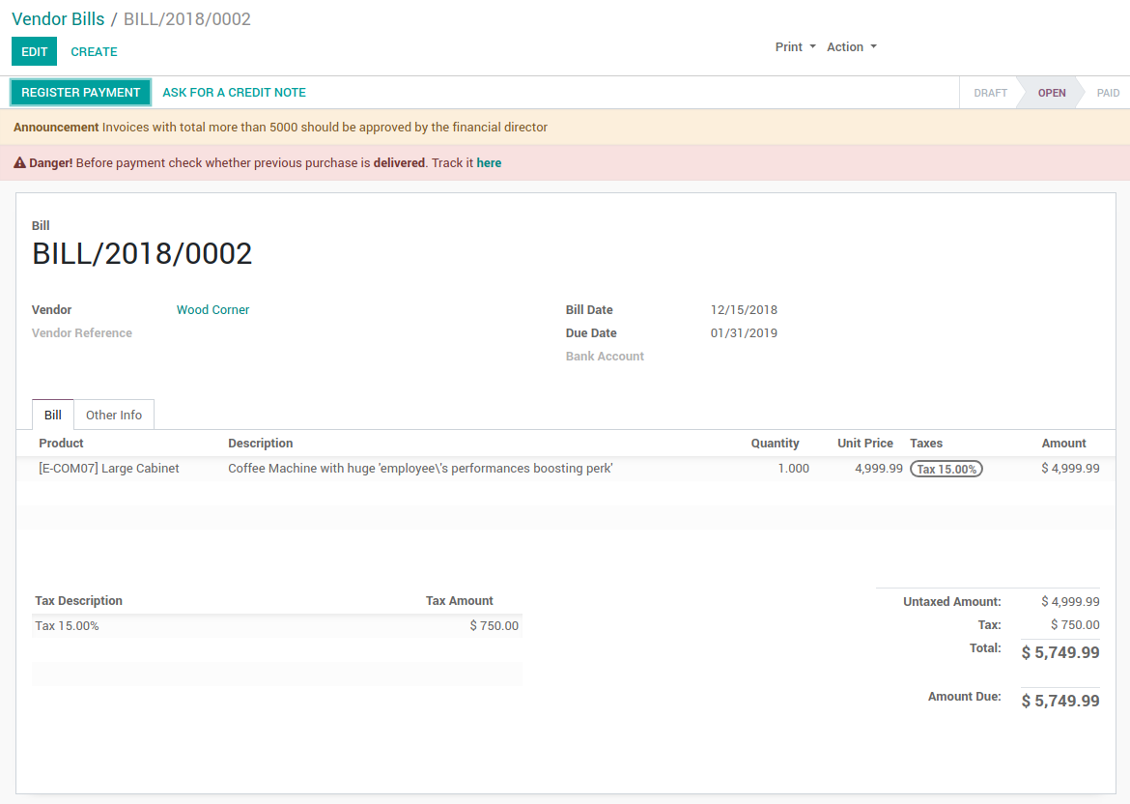 Vendor Bills / BILL/2018/0002
EDIT CREATE Print Action
REGISTER PAYMENT ASK FOR A CREDIT NOTE DRAFT OPEN PAID
Announcement Invoices with total more than 5000 should be approved by the financial director
Danger! Before payment check whether previous purchase is delivered. Track it here
Bill
BILL/2018/0002
Vendor Wood Corner Bill Date 12/15/2018
Vendor Reference Due Date 01/31/2019
Bank Account
Bill Other Info
Product Description Quantity Unit Price Taxes Amount
[E-COM07] Large Cabinet Coffee Machine with huge 'employee\'s performances boosting perk' 1.000 4,999.99 Tax 15.00% $ 4,999.99
Tax Description Tax Amount Untaxed Amount: $ 4,999.99
Tax 15.00% $ 750.00 Tax: $ 750.00
Total: $ 5,749.99
Amount Due: $ 5,749.99